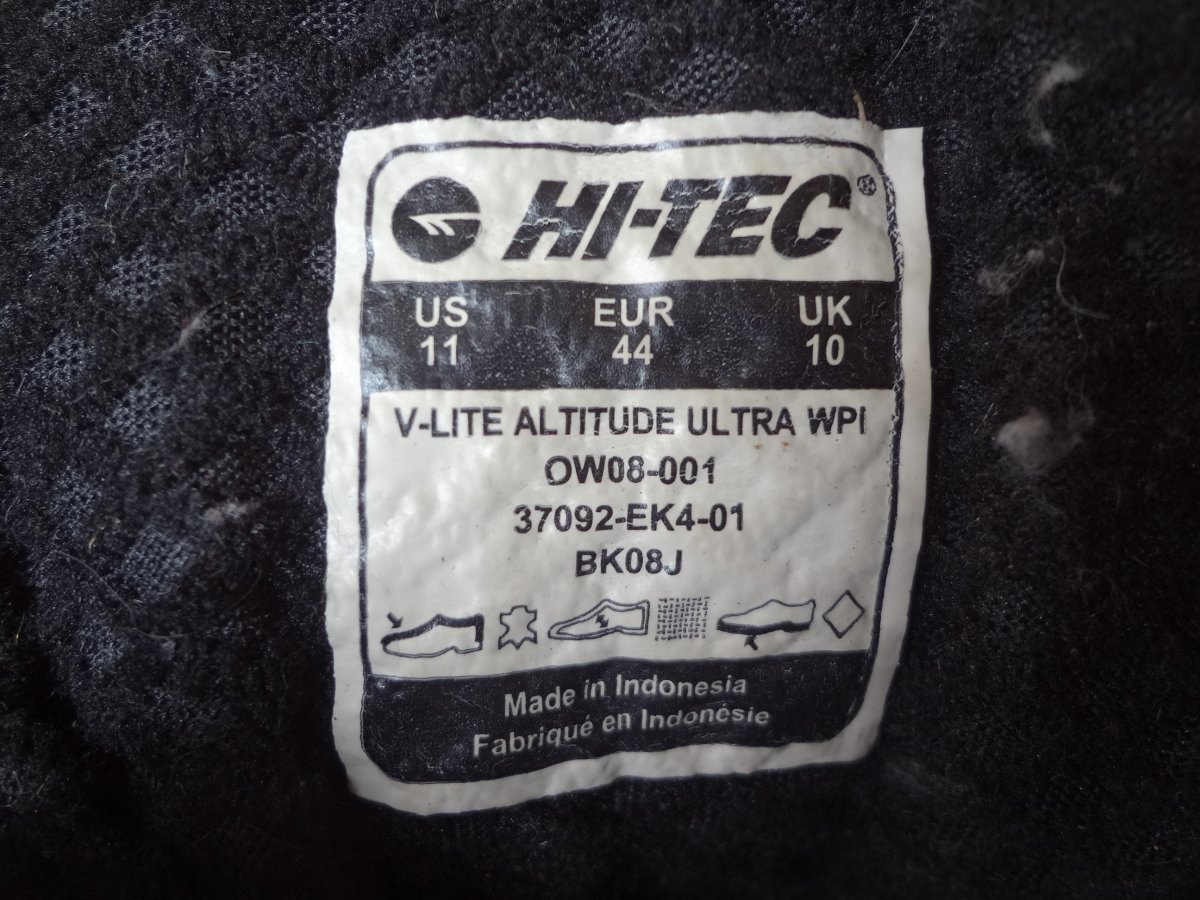 HI-TEC®
US EUR UK
11 44 10
V-LITE ALTITUDE ULTRA WPI
OW08-001
37092-EK4-01
BK08J
Made in Indonesia
Fabriqué en Indonésie